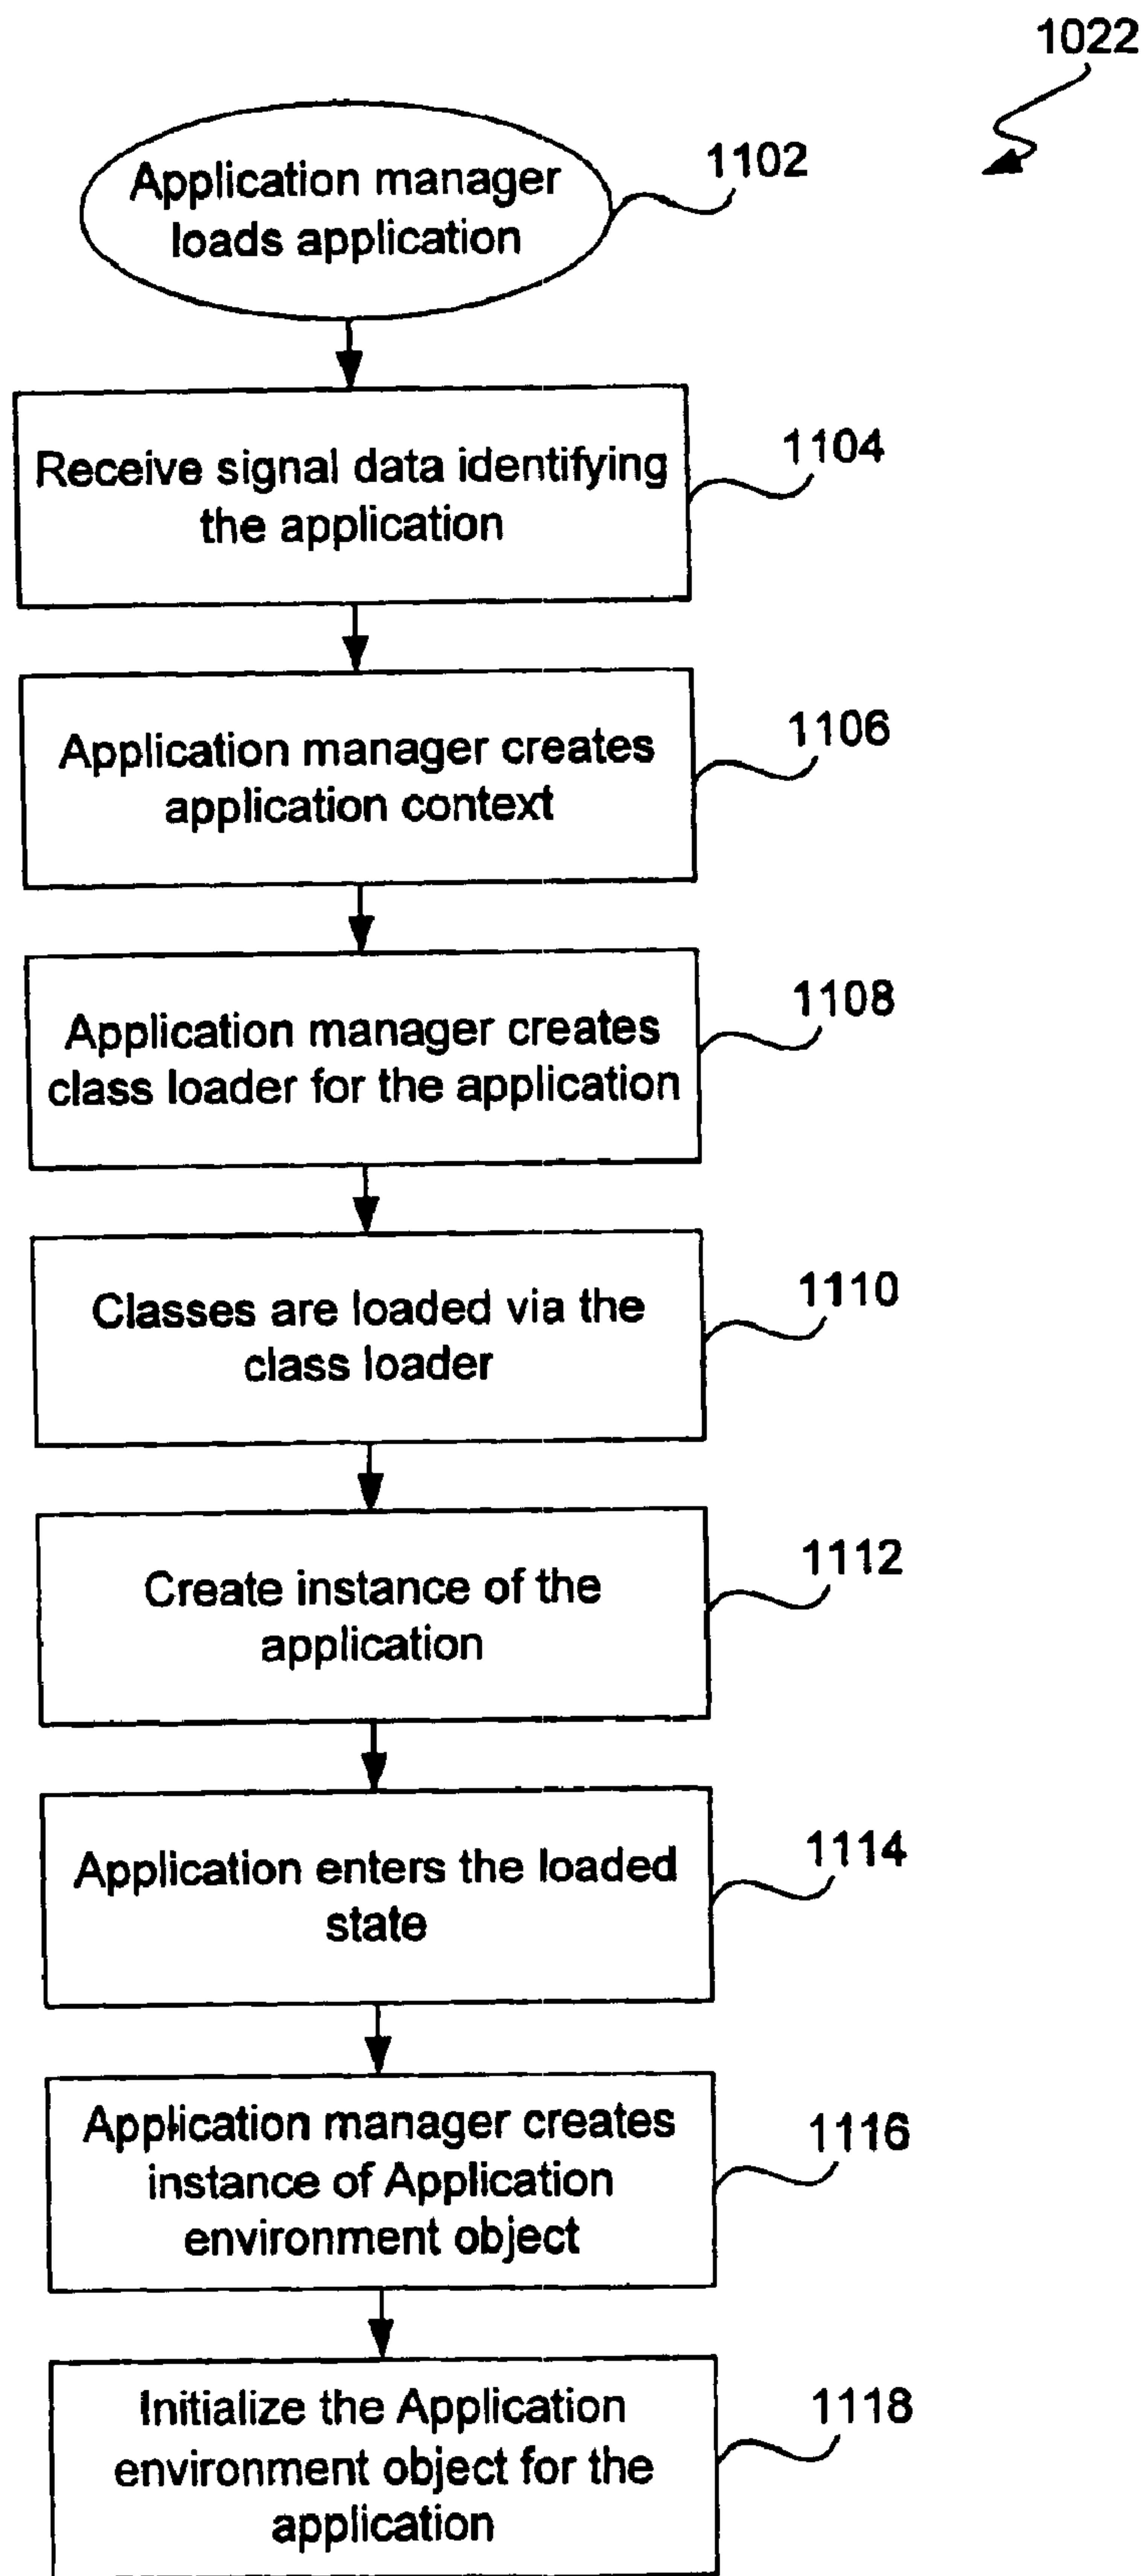 1022
Application manager
loads application
1102
Receive signal data identifying
the application
1104
Application manager creates
application context
1106
Application manager creates
class loader for the application
1108
Classes are loaded via the
class loader
1110
Create instance of the
application
1112
Application enters the loaded
state
1114
Application manager creates
instance of Application
environment object
1116
Initialize the Application
environment object for the
application
1118